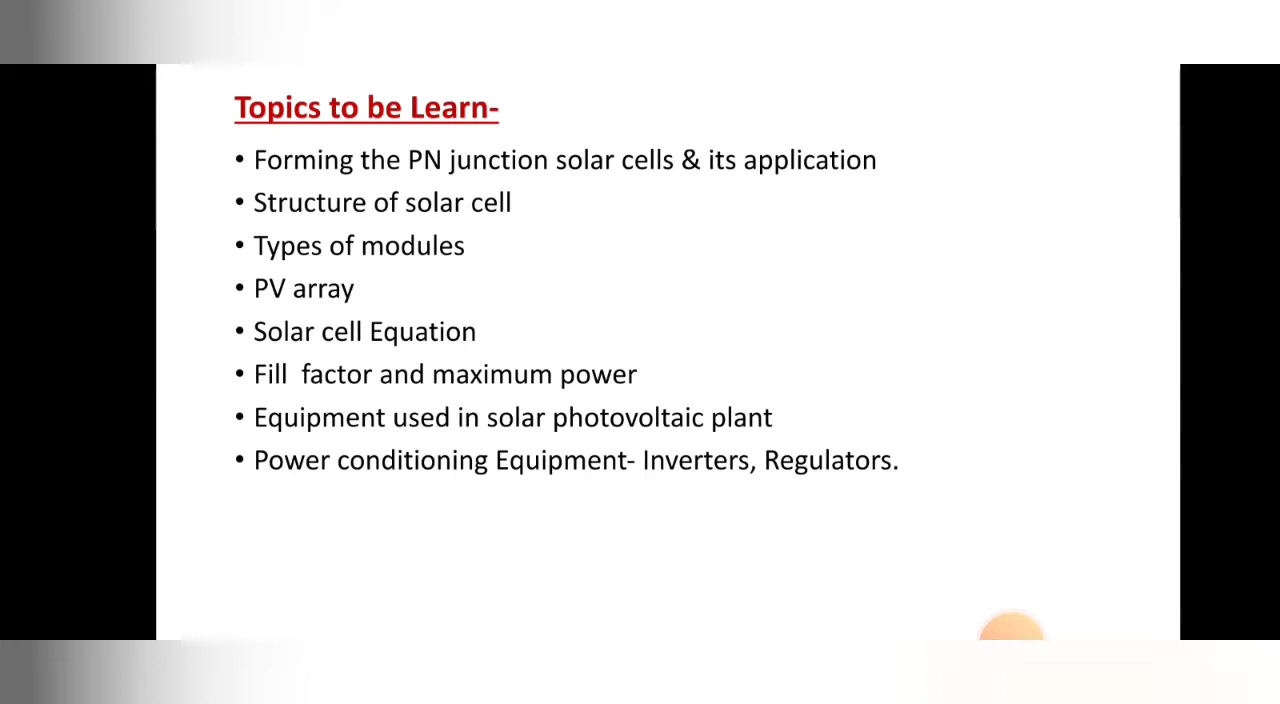 Topics to be Learn-
• Forming the PN junction solar cells & its application
• Structure of solar cell
• Types of modules
• PV array
• Solar cell Equation
• Fill  factor and maximum power
• Equipment used in solar photovoltaic plant
• Power conditioning Equipment- Inverters, Regulators.